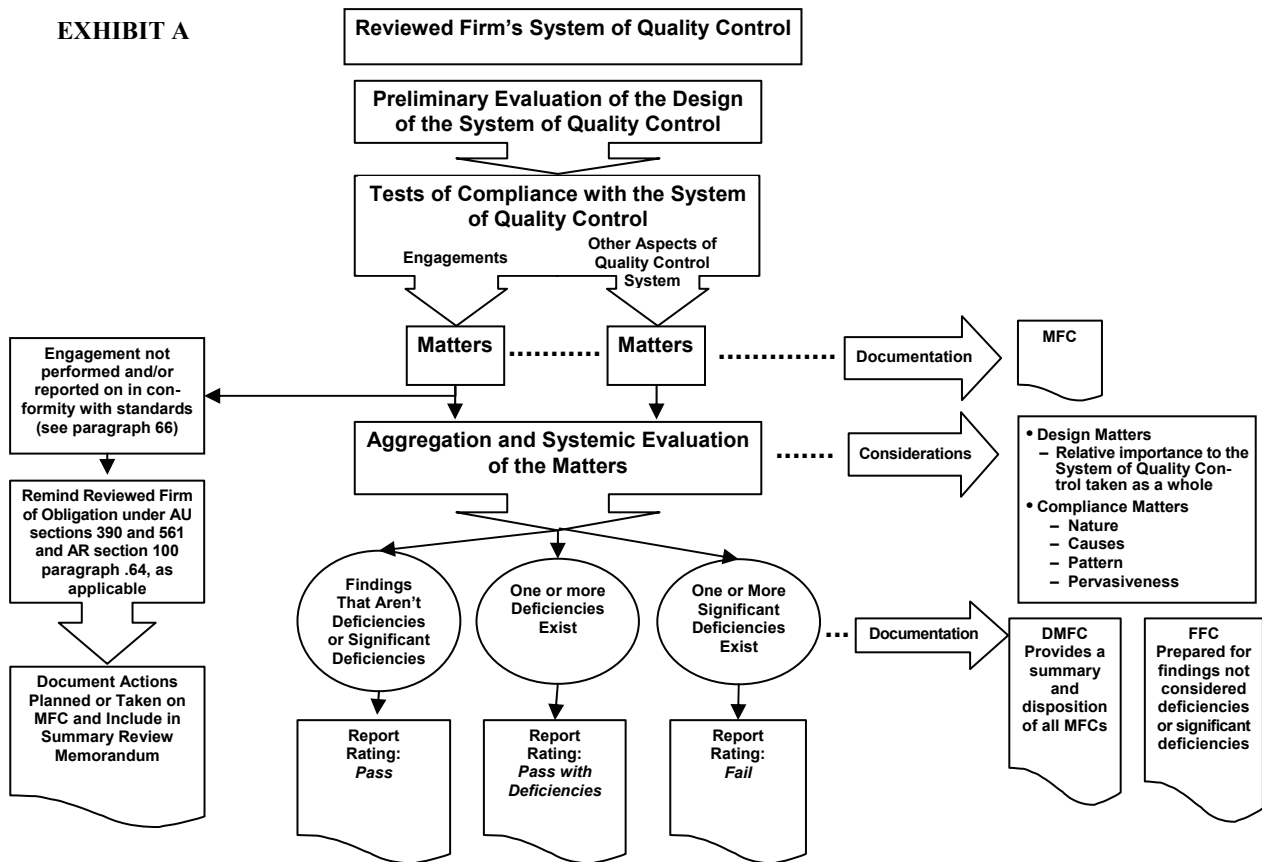 EXHIBIT A
Reviewed Firm's System of Quality Control
Preliminary Evaluation of the Design
of the System of Quality Control
Tests of Compliance with the System
of Quality Control
Engagements
Other Aspects of
Quality Control
System
Matters
Matters
Documentation
MFC
Engagement not
performed and/or
reported on in con-
formity with standards
(see paragraph 66)
Aggregation and Systemic Evaluation
of the Matters
Considerations
• Design Matters
– Relative importance to the
System of Quality Con-
trol taken as a whole
• Compliance Matters
– Nature
– Causes
– Pattern
– Pervasiveness
Remind Reviewed Firm
of Obligation under AU
sections 390 and 561
and AR section 100
paragraph .64, as
applicable
Findings
That Aren't
Deficiencies
or Significant
Deficiencies
One or more
Deficiencies
Exist
One or More
Significant
Deficiencies
Exist
Documentation
DMFC
Provides a
summary
and
disposition
of all MFCs
FFC
Prepared for
findings not
considered
deficiencies
or significant
deficiencies
Document Actions
Planned or Taken on
MFC and Include in
Summary Review
Memorandum
Report
Rating:
Pass
Report
Rating:
Pass with
Deficiencies
Report
Rating:
Fail